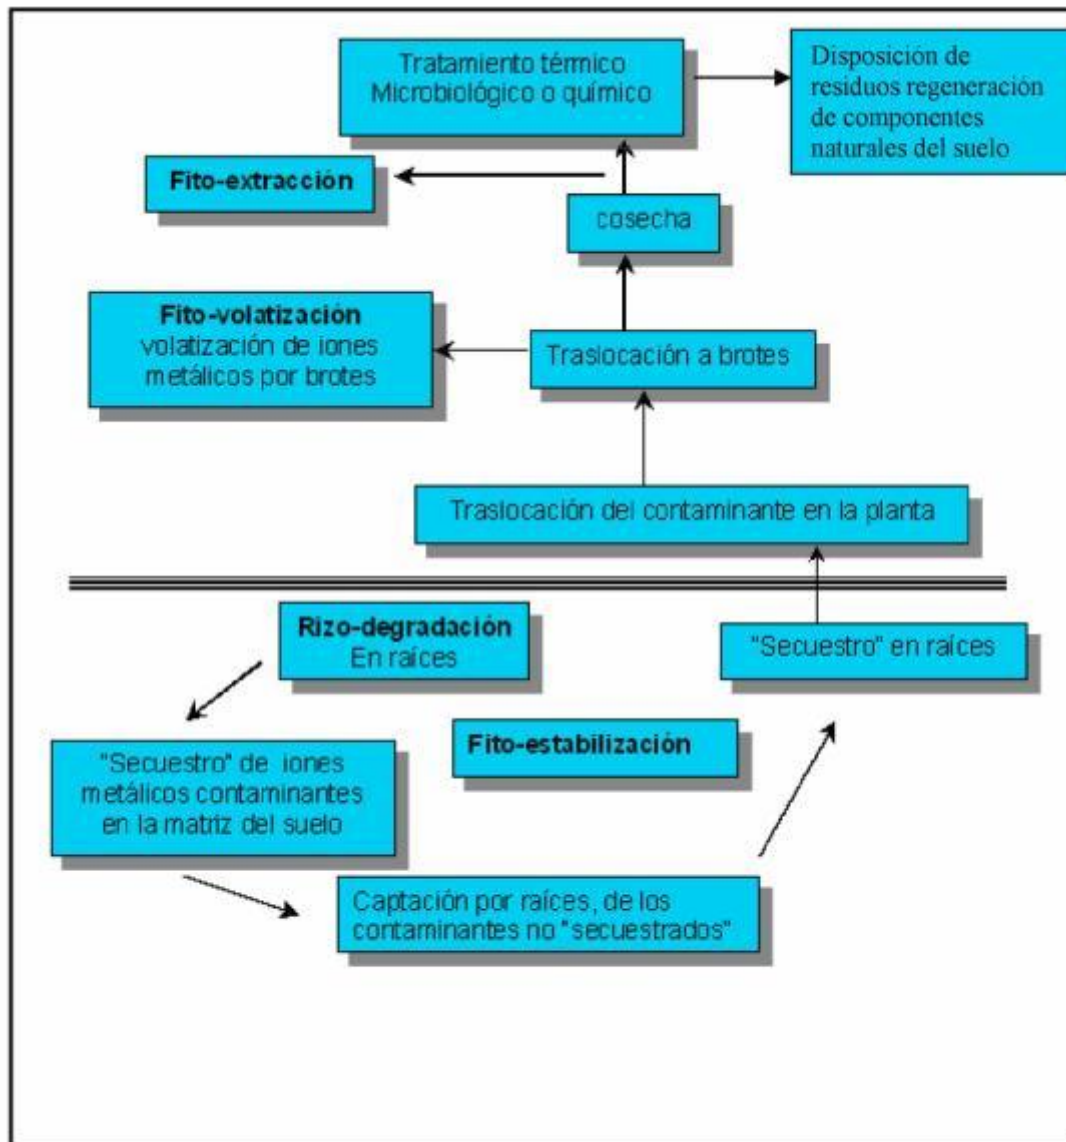 Tratamiento térmico
Microbiológico o químico
Disposición de
residuos regeneración
de componentes
naturales del suelo
Fito-extracción
cosecha
Fito-volatización
volatización de iones
metálicos por brotes
Traslocación a brotes
Traslocación del contaminante en la planta
Rizo-degradación
En raíces
"Secuestro" en raíces
Fito-estabilización
"Secuestro" de iones
metálicos contaminantes
en la matriz del suelo
Captación por raíces, de los
contaminantes no "secuestrados"